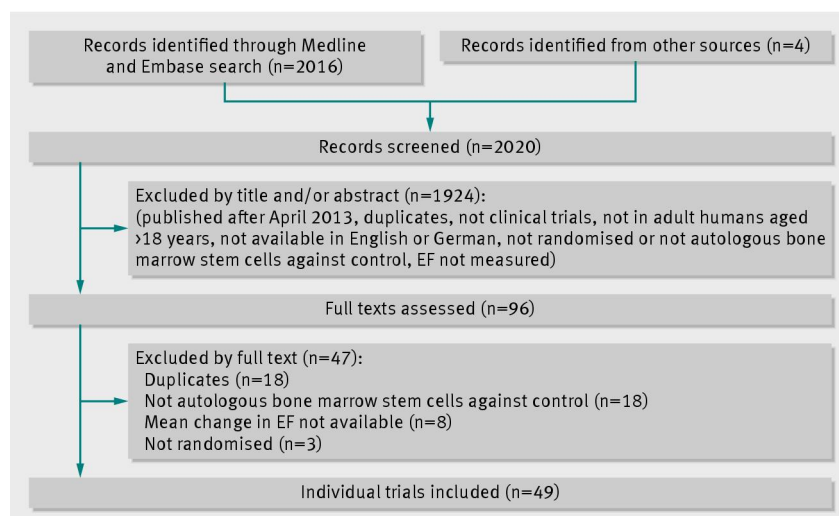 Records identified through Medline
and Embase search (n=2016)
Records identified from other sources (n=4)
Records screened (n=2020)
Excluded by title and/or abstract (n=1924):
(published after April 2013, duplicates, not clinical trials, not in adult humans aged
>18 years, not available in English or German, not randomised or not autologous bone
marrow stem cells against control, EF not measured)
Full texts assessed (n=96)
Excluded by full text (n=47):
Duplicates (n=18)
Not autologous bone marrow stem cells against control (n=18)
Mean change in EF not available (n=8)
Not randomised (n=3)
Individual trials included (n=49)